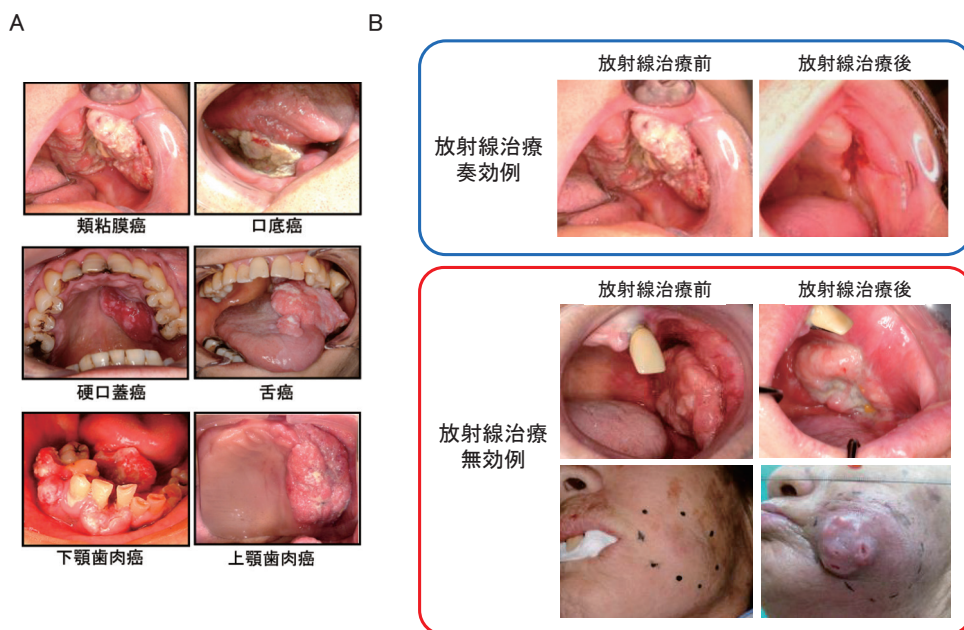 A
頬粘膜癌
口底癌
硬口蓋癌
舌癌
下顎歯肉癌
上顎歯肉癌
B
放射線治療
奏効例
放射線治療前
放射線治療後
放射線治療
無効例
放射線治療前
放射線治療後